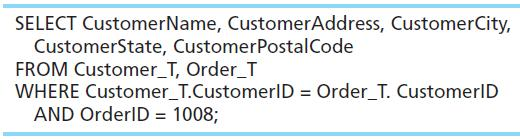 SELECT CustomerName, CustomerAddress, CustomerCity,
CustomerState, CustomerPostalCode
FROM Customer_T, Order_T
WHERE Customer_T.CustomerID = Order_T. CustomerID
AND OrderID = 1008;